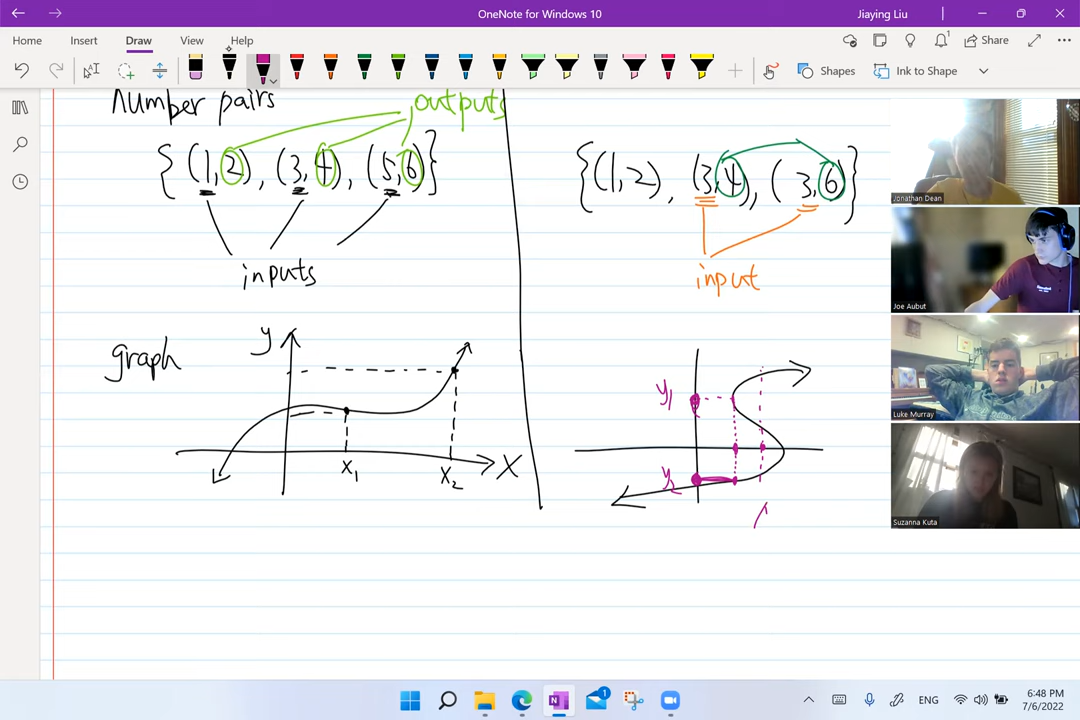 OneNote for Windows 10
Jiaying Liu
Home Insert Draw View Help
Share
Shapes
Ink to Shape
Number pairs
outputs
{(1,2), (3,4), (5,6)}
inputs
{(1,2), (3,4), (3,6)}
input
graph
y
x
x1
x2
y1
y2
Jonathan Dean
Joe Aubut
Luke Murray
Suzanna Kuta
1
ENG
6:48 PM
7/6/2022